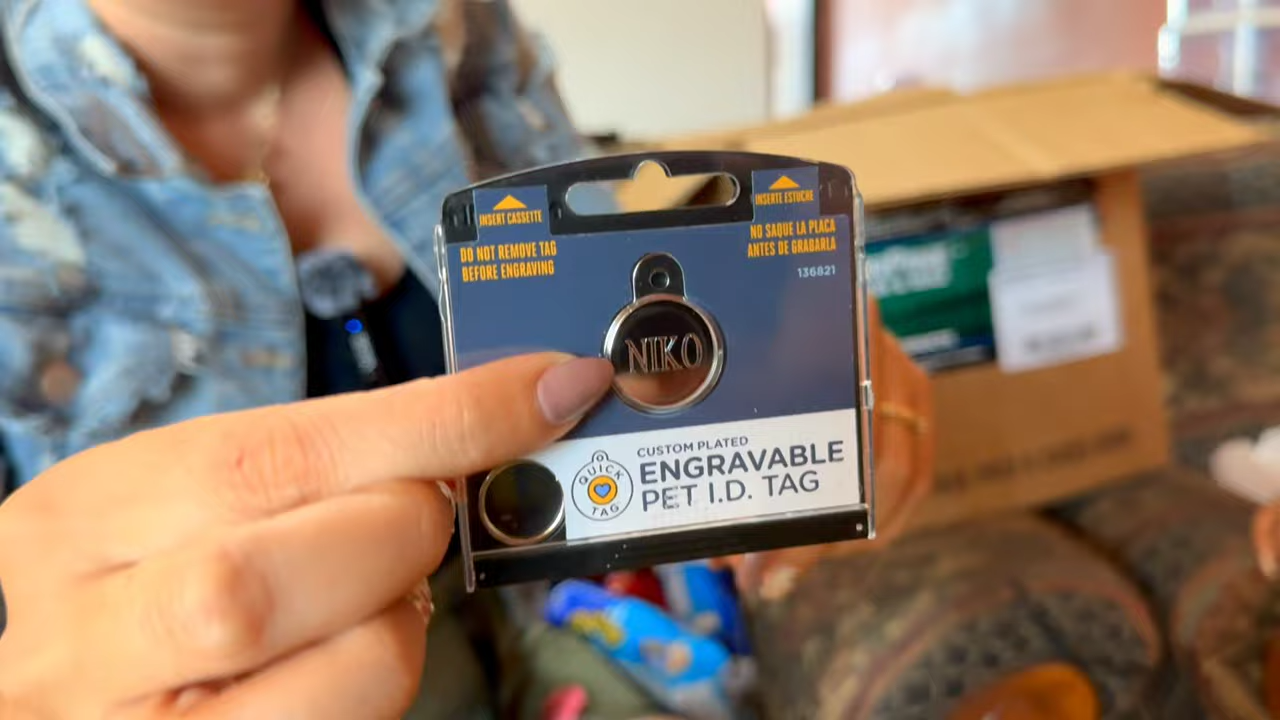 INSERT CASSETTE
DO NOT REMOVE TAG
BEFORE ENGRAVING
INSERTE ESTUCHE
NO SAQUE LA PLACA
ANTES DE GRABARLA
136821
NIKO
QUICK
TAG
CUSTOM PLATED
ENGRAVABLE
PET I.D. TAG